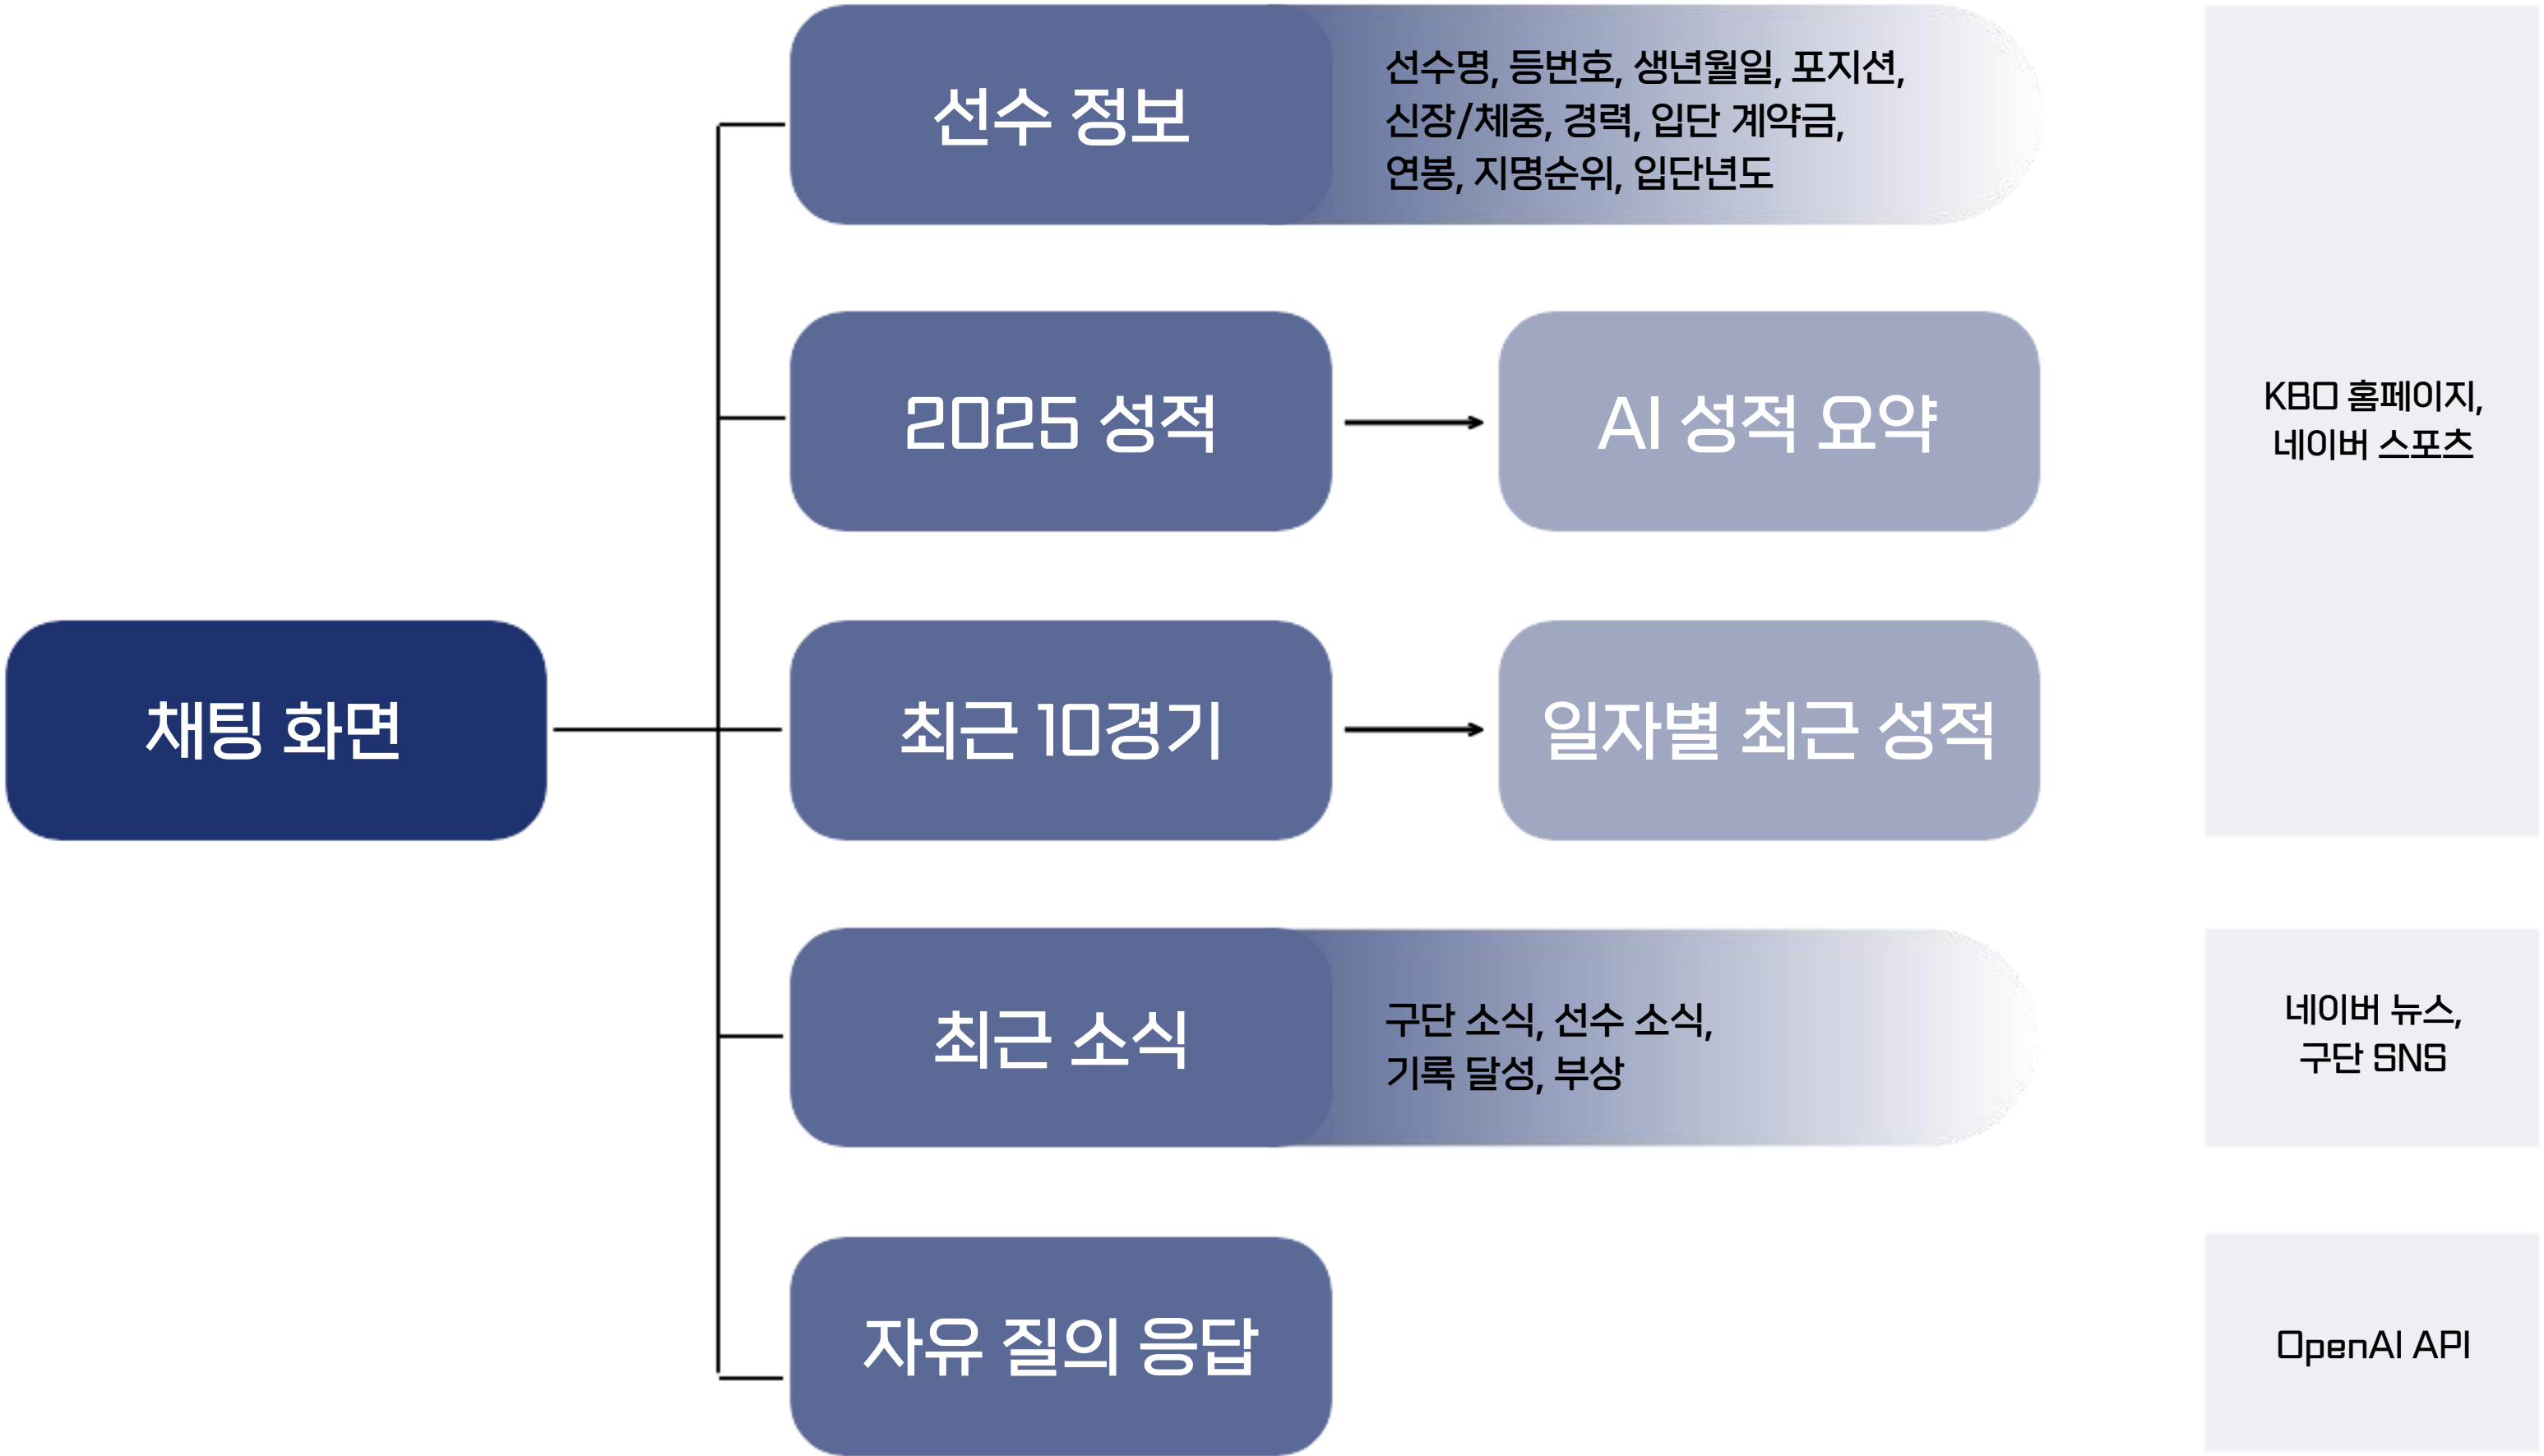 선수 정보
선수명, 등번호, 생년월일, 포지션,
신장/체중, 경력, 입단 계약금,
연봉, 지명순위, 입단년도
2025 성적
AI 성적 요약
KBO 홈페이지,
네이버 스포츠
채팅 화면
최근 10경기
일자별 최근 성적
최근 소식
구단 소식, 선수 소식,
기록 달성, 부상
네이버 뉴스,
구단 SNS
자유 질의 응답
OpenAI API